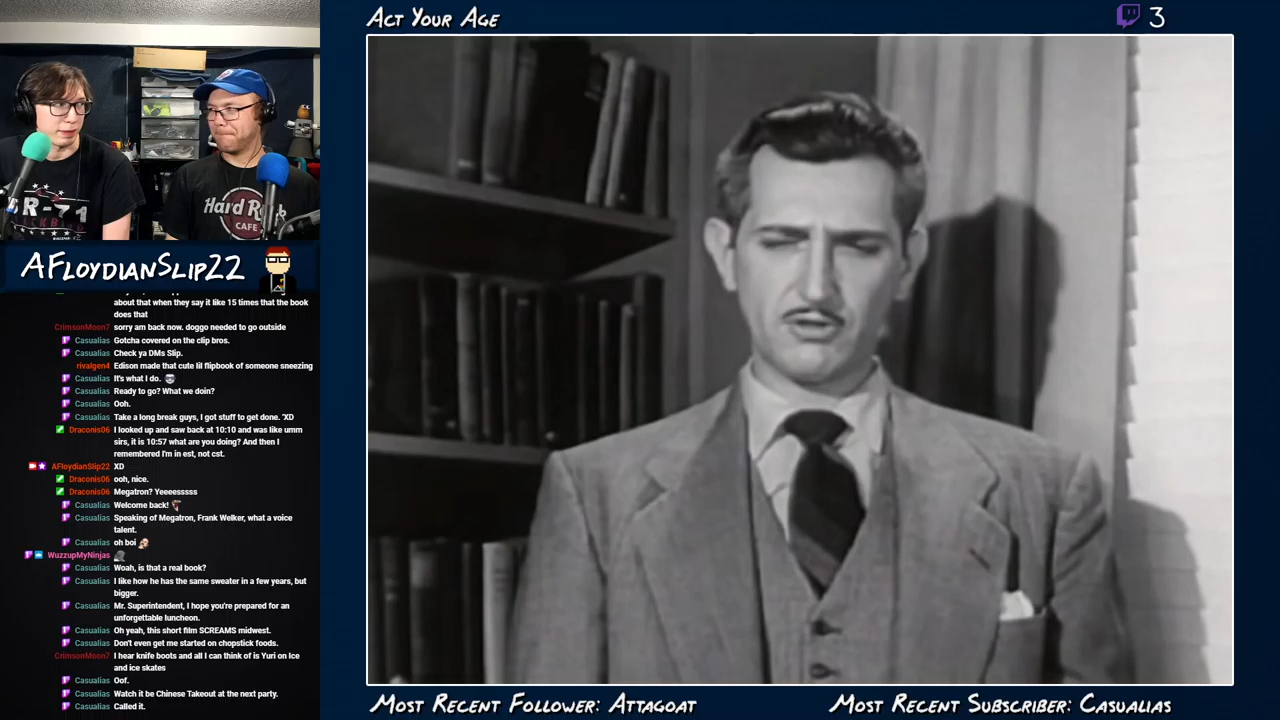 Act Your Age
3
SR-71
Hard Rock
CAFE
AFloydianSlip22
about that when they say it like 15 times that the book
does that
CrimsonMoon7 sorry am back now. doggo needed to go outside
Casualias Gotcha covered on the clip bros.
Casualias Check ya DMs Slip.
rivalgen4 Edison made that cute lil flipbook of someone sneezing
Casualias It's what I do.
Casualias Ready to go? What we doin?
Casualias Ooh.
Casualias Take a long break guys, I got stuff to get done. 'XD
Draconis06 I looked up and saw back at 10:10 and was like umm
sirs, it is 10:57 what are you doing? And then I
remembered I'm in est, not cst.
AFloydianSlip22 XD
Draconis06 ooh, nice.
Draconis06 Megatron? Yeeeesssss
Casualias Welcome back!
Casualias Speaking of Megatron, Frank Welker, what a voice
talent.
Casualias oh boi
WuzzupMyNinjas
Casualias Woah, is that a real book?
Casualias I like how he has the same sweater in a few years, but
bigger.
Casualias Mr. Superintendent, I hope you're prepared for an
unforgettable luncheon.
Casualias Oh yeah, this short film SCREAMS midwest.
Casualias Don't even get me started on chopstick foods.
CrimsonMoon7 I hear knife boots and all I can think of is Yuri on Ice
and ice skates
Casualias Oof.
Casualias Watch it be Chinese Takeout at the next party.
Casualias Called it.
Most Recent Follower: Attagoat
Most Recent Subscriber: Casualias